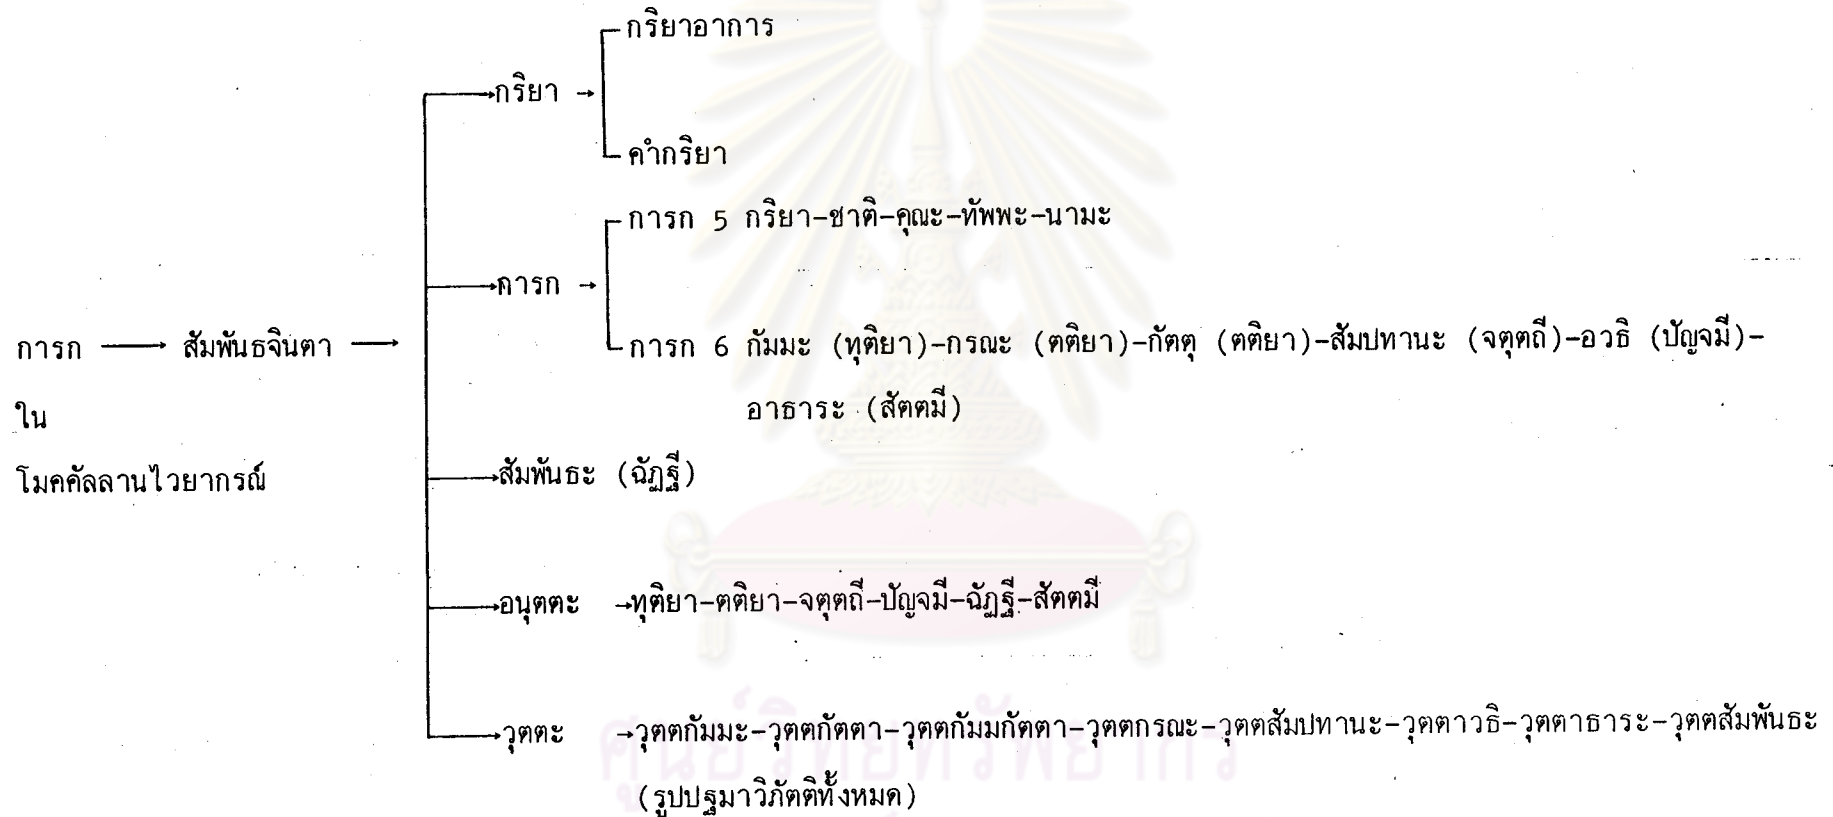 กริยาอาการ
กริยา →
คำกริยา
การก 5 กริยา-ชาติ-คุณะ-ทัพพะ-นามะ
การก →
การก → สัมพันธจินตา →
การก 6 กัมมะ (ทุติยา)-กรณะ (ตติยา)-กัตตุ (ตติยา)-สัมปทานะ (จตุตถี)-อวธิ (ปัญจมี)-
อาธาระ (สัตตมี)
ใน
โมคคัลลานไวยากรณ์
สัมพันธะ (ฉัฏฐี)
อนุตตะ →ทุติยา-ตติยา-จตุตถี-ปัญจมี-ฉัฏฐี-สัตตมี
วุตตะ →วุตตกัมมะ-วุตตกัตตา-วุตตกัมมกัตตา-วุตตกรณะ-วุตตสัมปทานะ-วุตตาวธิ-วุตตาธาระ-วุตตสัมพันธะ
(รูปปฐมาวิภัตติทั้งหมด)
ศูนย์วิทยทรัพยากร